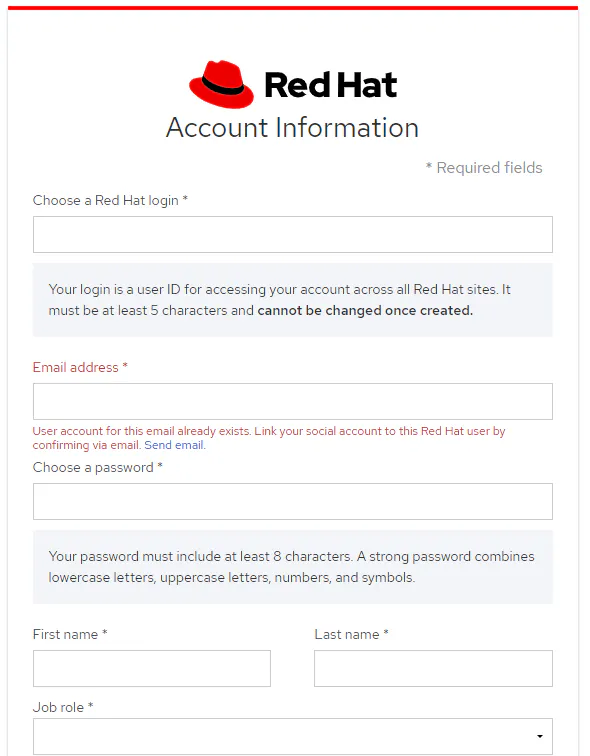 Red Hat
Account Information
* Required fields
Choose a Red Hat login *
Your login is a user ID for accessing your account across all Red Hat sites. It
must be at least 5 characters and cannot be changed once created.
Email address *
User account for this email already exists. Link your social account to this Red Hat user by
confirming via email. Send email.
Choose a password *
Your password must include at least 8 characters. A strong password combines
lowercase letters, uppercase letters, numbers, and symbols.
First name *
Last name *
Job role *